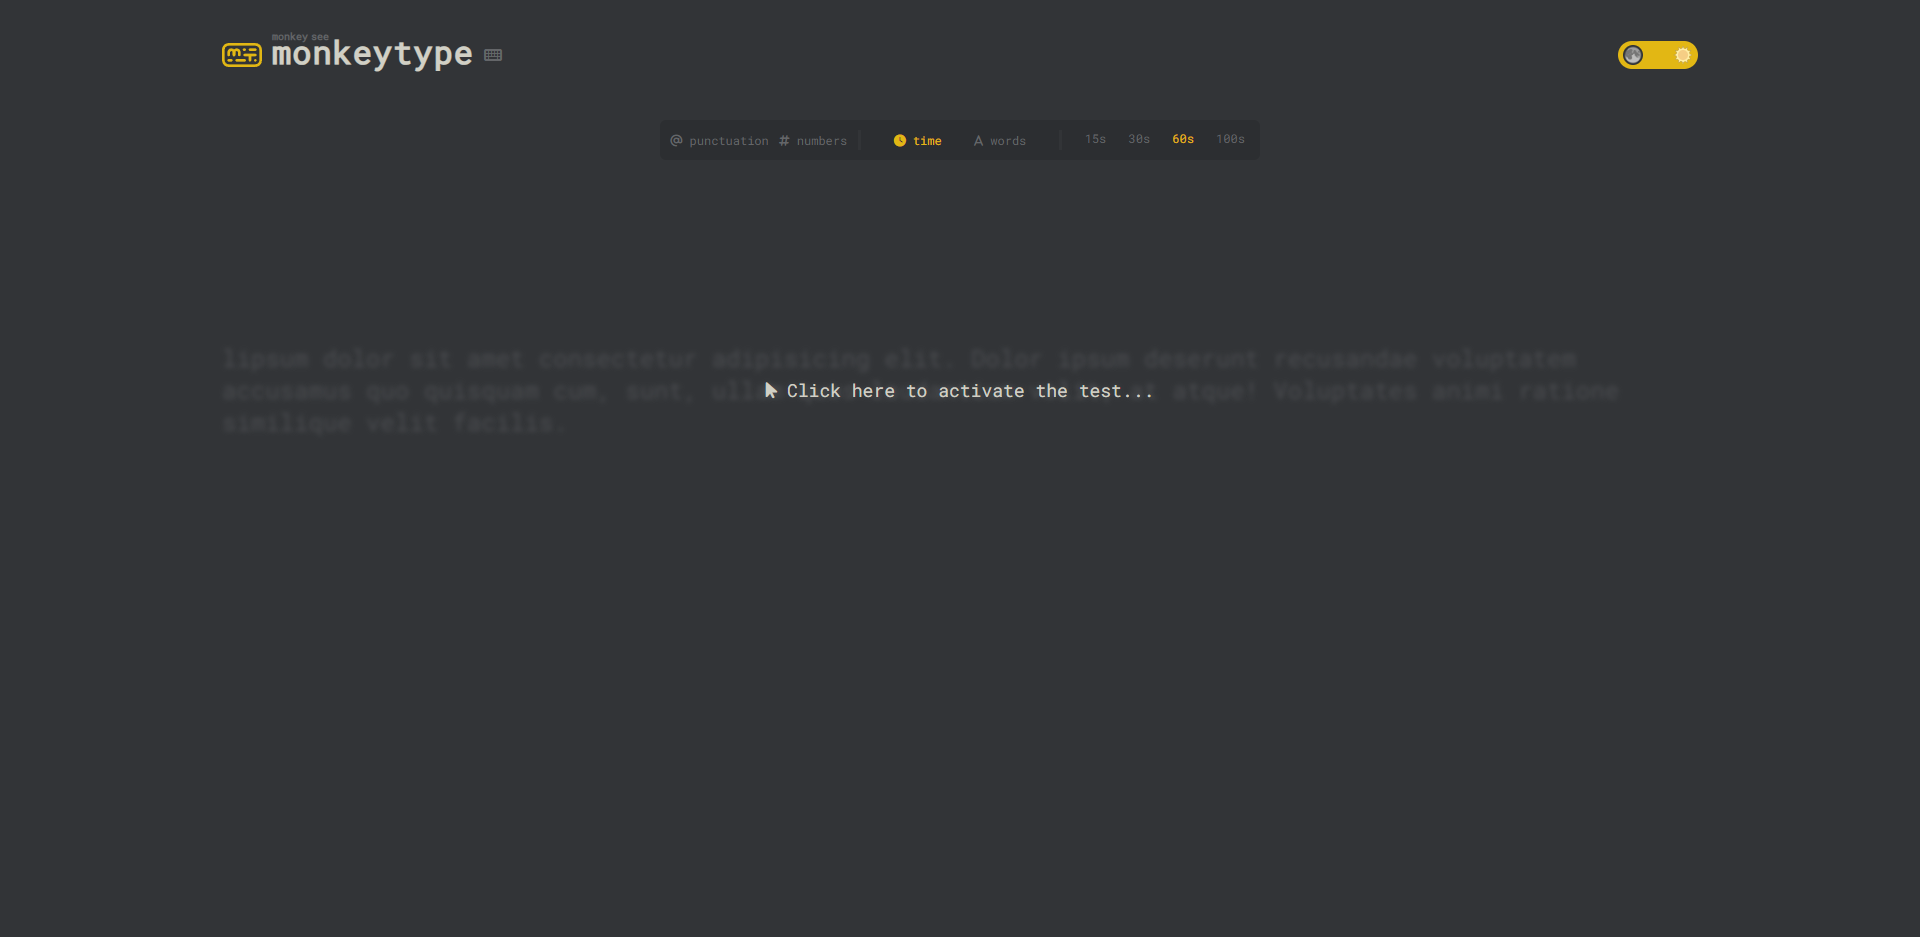 monkey see
monkeytype
@ punctuation # numbers time A words 15s 30s 60s 100s
lipsum dolor sit amet consectetur adipisicing elit. Dolor ipsum deserunt recusandae voluptatem
accusamus quo quisquam cum, sunt, Click here to activate the test... atque! Voluptates animi ratione
similique velit facilis.